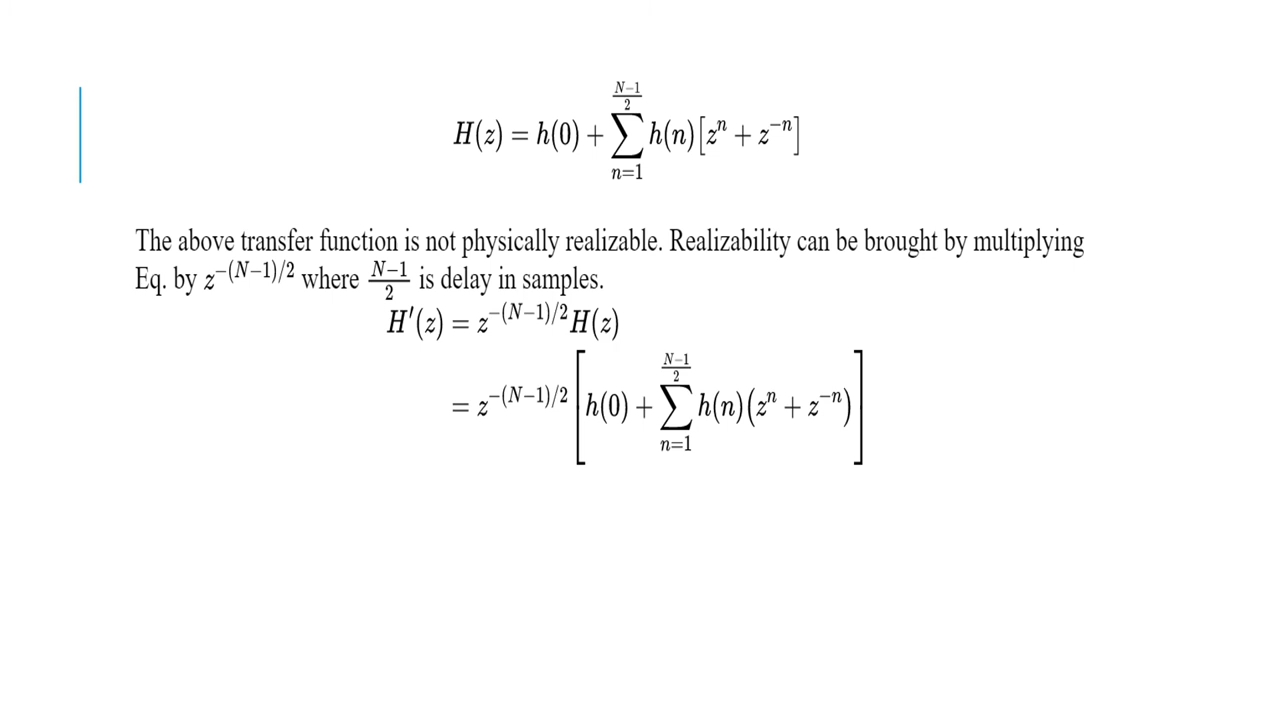 H(z) = h(0) + \sum_{n=1}^{\frac{N-1}{2}} h(n)[z^n + z^{-n}]
The above transfer function is not physically realizable. Realizability can be brought by multiplying
Eq. by z^{-(N-1)/2} where \frac{N-1}{2} is delay in samples.
H'(z) = z^{-(N-1)/2}H(z)
= z^{-(N-1)/2} [h(0) + \sum_{n=1}^{\frac{N-1}{2}} h(n)(z^n + z^{-n})]